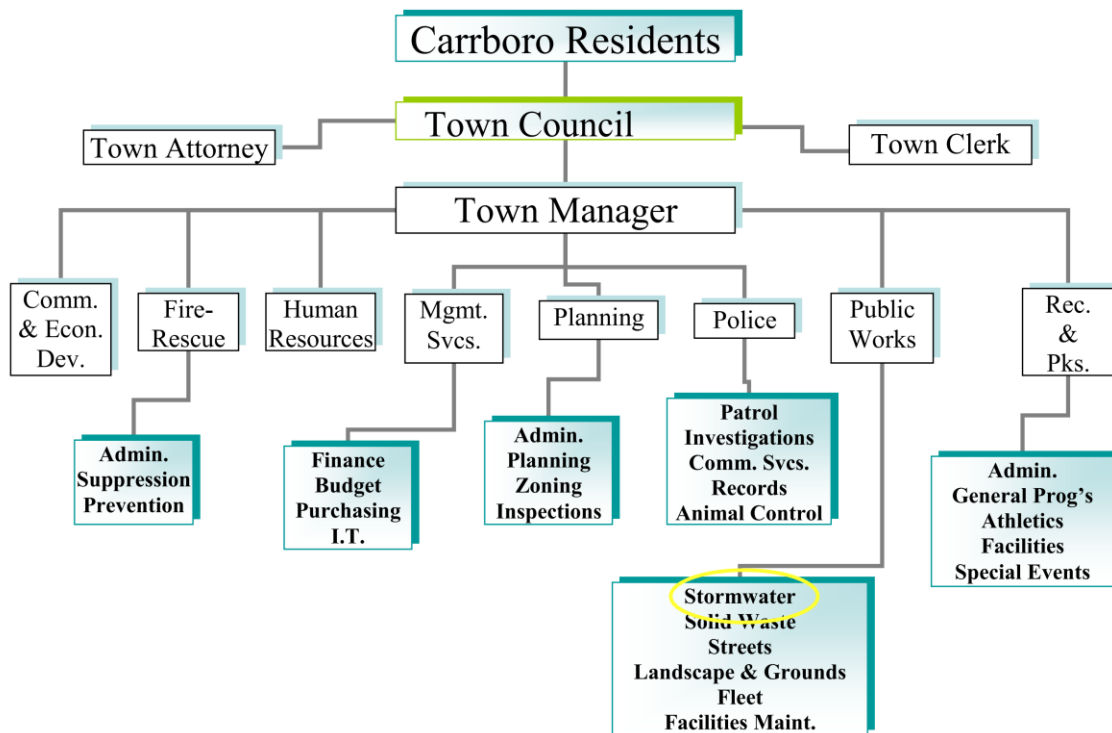 Carrboro Residents
Town Council
Town Attorney
Town Clerk
Town Manager
Comm.
& Econ.
Dev.
Fire-
Rescue
Human
Resources
Mgmt.
Svcs.
Planning
Police
Public
Works
Rec.
&
Pks.
Admin.
Suppression
Prevention
Finance
Budget
Purchasing
I.T.
Admin.
Planning
Zoning
Inspections
Patrol
Investigations
Comm. Svcs.
Records
Animal Control
Stormwater
Solid Waste
Streets
Landscape & Grounds
Fleet
Facilities Maint.
Admin.
General Prog’s
Athletics
Facilities
Special Events